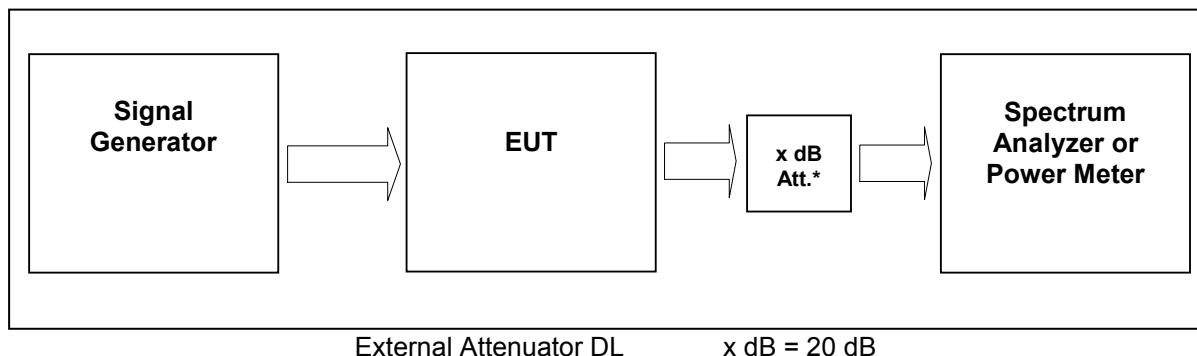 Signal
Generator
EUT
x dB
Att.*
Spectrum
Analyzer or
Power Meter
External Attenuator DL x dB = 20 dB